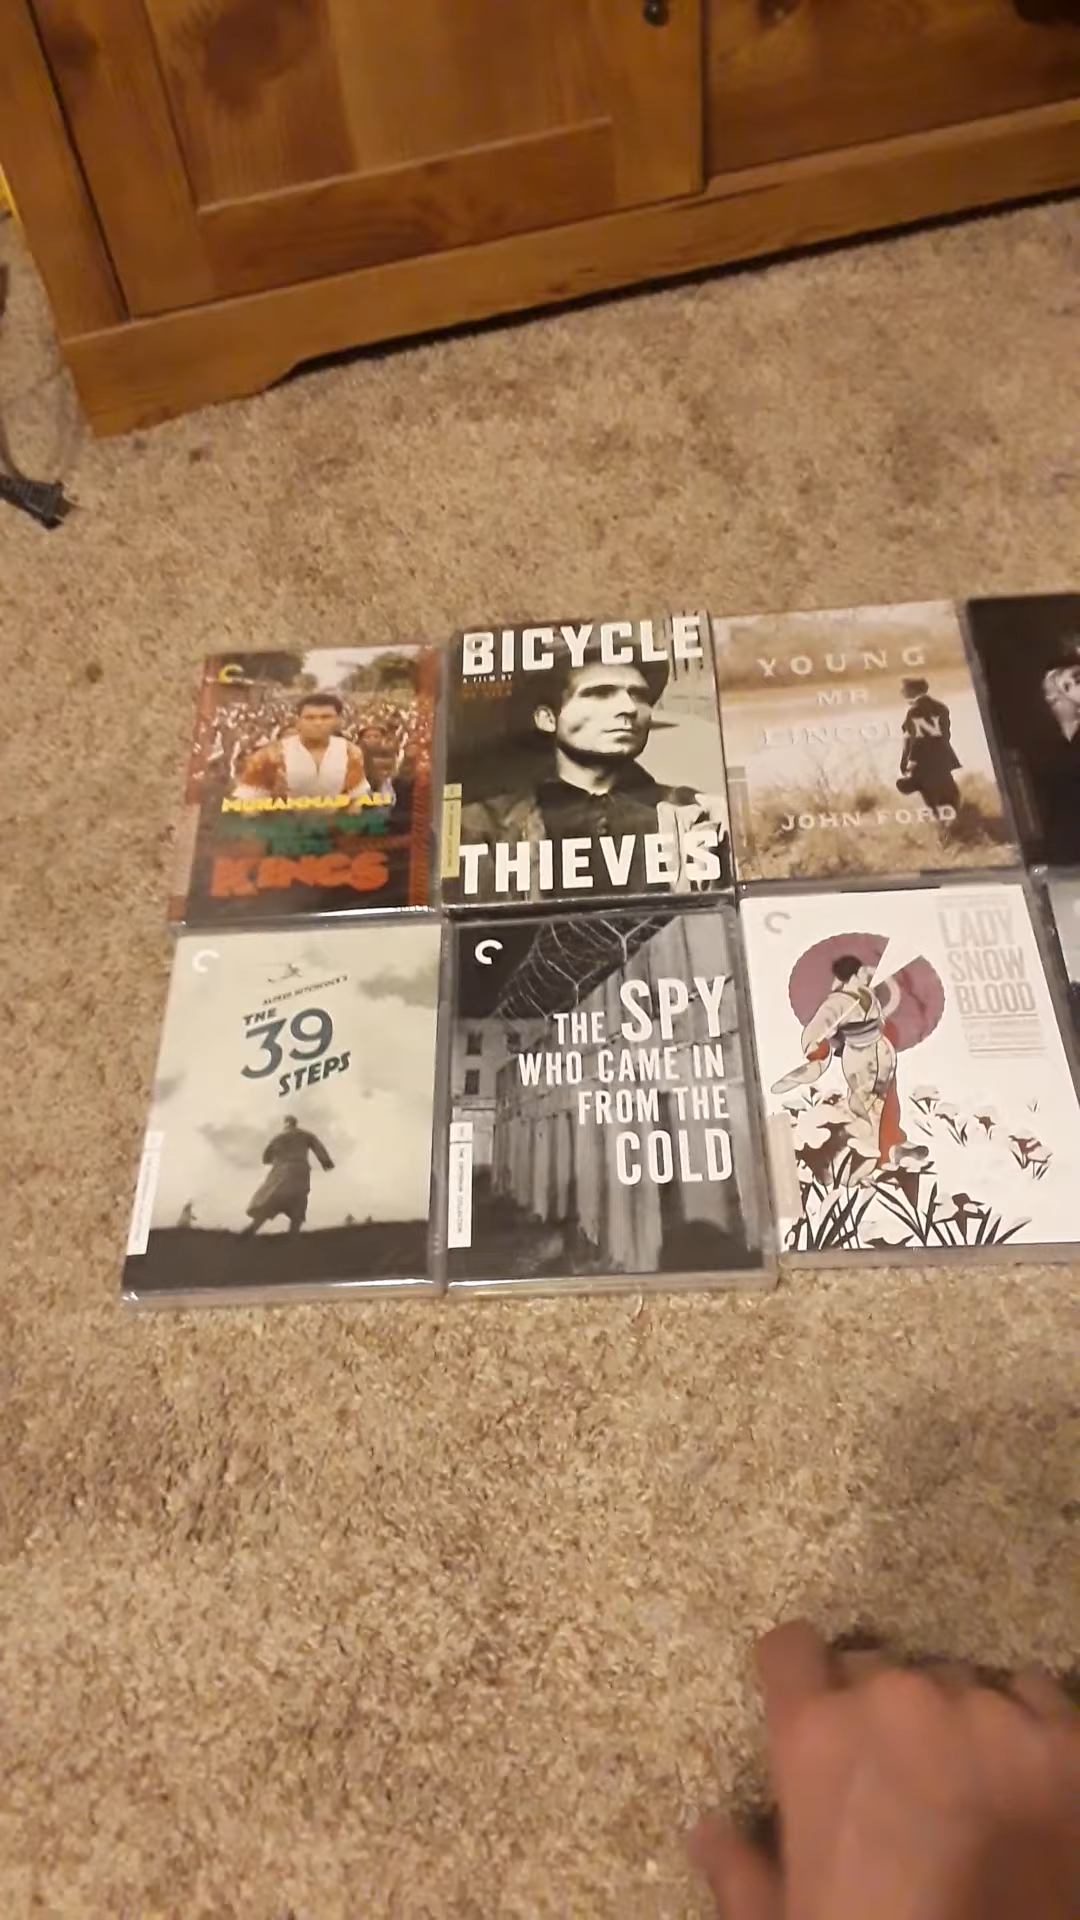 MUHAMMAD ALI
WHEN WE
KINGS
BICYCLE
A FILM BY
THIEVES
YOUNG
MR
LINCOLN
JOHN FORD
ALFRED HITCHCOCK'S
THE
39
STEPS
THE SPY
WHO CAME IN
FROM THE
COLD
LADY
SNOW
BLOOD